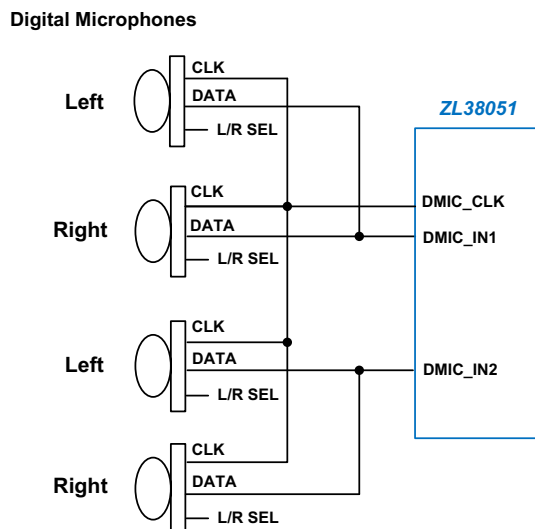 Digital Microphones
CLK
Left
DATA
L/R SEL
ZL38051
CLK
DMIC_CLK
Right
DATA
DMIC_IN1
L/R SEL
CLK
Left
DATA
DMIC_IN2
L/R SEL
CLK
Right
DATA
L/R SEL